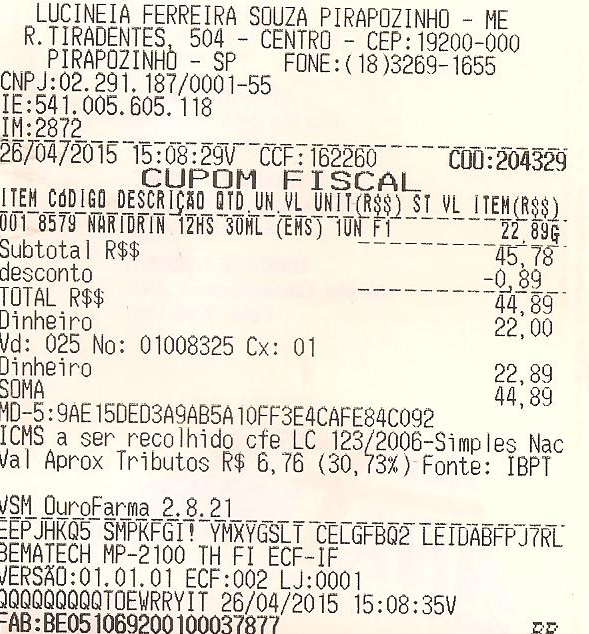 LUCINEIA FERREIRA SOUZA PIRAPOZINHO - ME
R.TIRADENTES, 504 - CENTRO - CEP:19200-000
PIRAPOZINHO - SP FONE:(18)3269-1655
CNPJ:02.291.187/0001-55
IE:541.005.605.118
IM:2872
26/04/2015 15:08:29V CCF:162260 COO:204329
CUPOM FISCAL
ITEM CóDIGO DESCRIÇÃO QTD.UN VL UNIT(R$$) ST VL ITEM(R$$)
001 8579 NARIDRIN 12HS 30ML (EMS) 1UN F1 22,89G
Subtotal R$$ 45,78
desconto -0,89
TOTAL R$$ 44,89
Dinheiro 22,00
Vd: 025 No: 01008325 Cx: 01
Dinheiro 22,89
SOMA 44,89
MD-5:9AE15DED3A9AB5A10FF3E4CAFE84C092
ICMS a ser recolhido cfe LC 123/2006-Simples Nac
Val Aprox Tributos R$ 6,76 (30,73%) Fonte: IBPT
VSM OuroFarma 2.8.21
EEPJHKQ5 SMPKFGI! YMXYGSLT CELGFBQ2 LEIDABFPJ7RL
BEMATECH MP-2100 TH FI ECF-IF
VERSÃO:01.01.01 ECF:002 LJ:0001
QQQQQQQQQTOEWRRYIT 26/04/2015 15:08:35V
FAB:BE051069200100037877